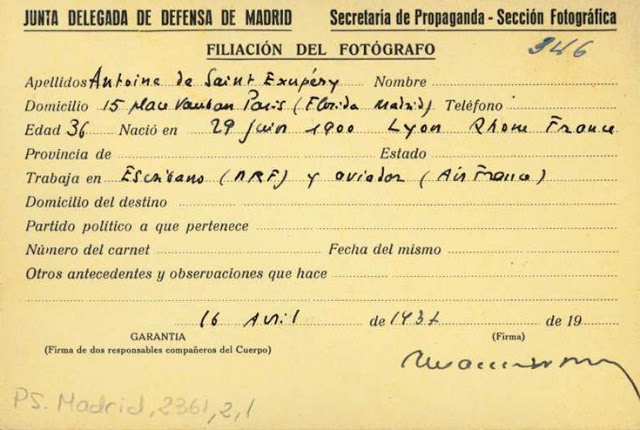 JUNTA DELEGADA DE DEFENSA DE MADRID Secretaría de Propaganda - Sección Fotográfica
FILIACIÓN DEL FOTÓGRAFO 346
Apellidos Antoine de Saint Exupéry Nombre
Domicilio 15 place Vauban Paris (Florida Madrid) Teléfono
Edad 36 Nació en 29 Juin 1900 Lyon Rhone France
Provincia de Estado
Trabaja en Escribano (NRF) y aviador (Air France)
Domicilio del destino
Partido político a que pertenece
Número del carnet Fecha del mismo
Otros antecedentes y observaciones que hace
16 Avril de 1937 de 19
GARANTIA (Firma)
(Firma de dos responsables compañeros del Cuerpo)
PS. Madrid, 2361, 2, 1